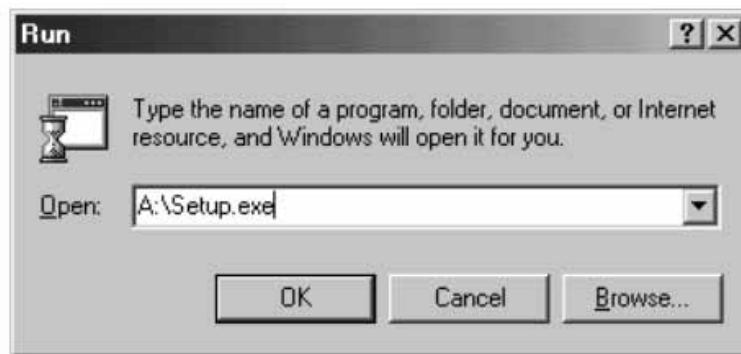 Run
Type the name of a program, folder, document, or Internet
resource, and Windows will open it for you.
Open: A:\Setup.exe
OK Cancel Browse...